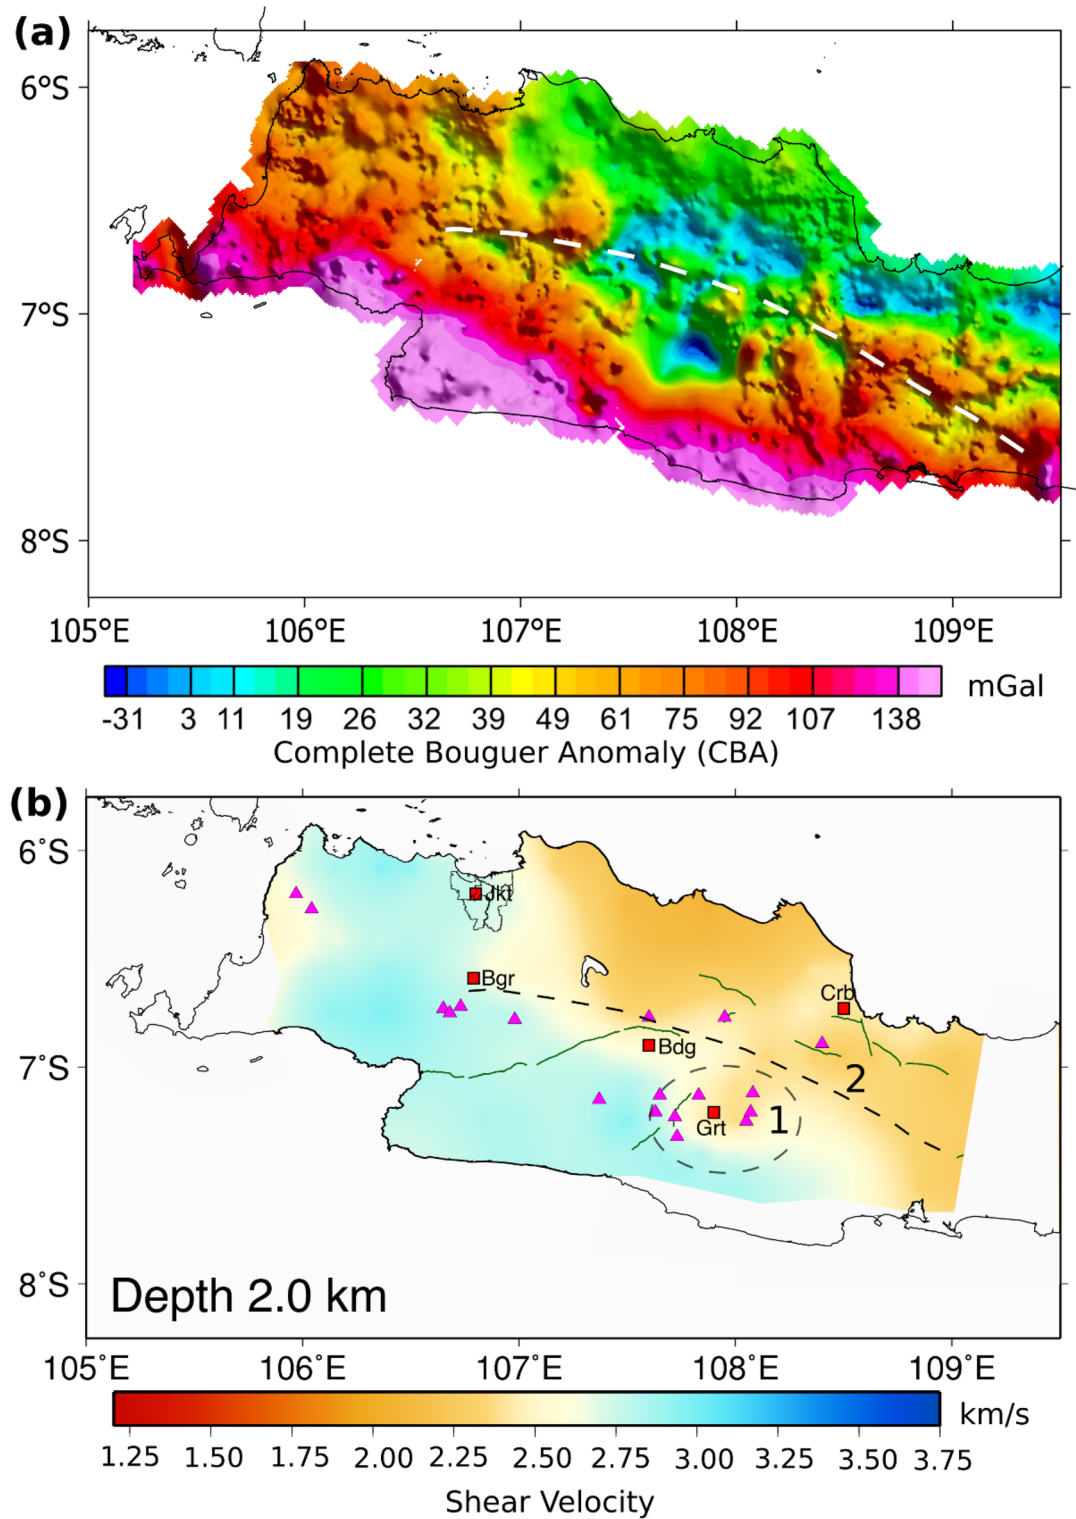 (a)
6°S
7°S
8°S
105°E 106°E 107°E 108°E 109°E
mGal
-31 3 11 19 26 32 39 49 61 75 92 107 138
Complete Bouguer Anomaly (CBA)
(b)
6°S
Jkt
Bgr
Crb
7°S
Bdg
2
1
Grt
8°S
Depth 2.0 km
105°E 106°E 107°E 108°E 109°E
km/s
1.25 1.50 1.75 2.00 2.25 2.50 2.75 3.00 3.25 3.50 3.75
Shear Velocity